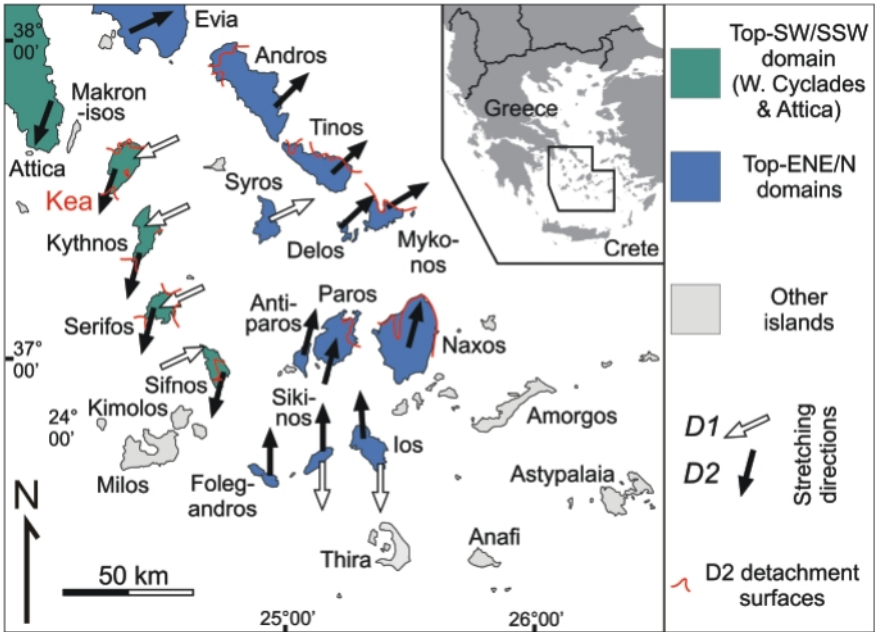 38°
00'
Evia
Andros
Makron
-isos
Tinos
Attica
Kea
Syros
Kythnos
Delos
Myko-
nos
Anti-
paros
Paros
Serifos
Naxos
37°
00'
Sifnos
Siki-
nos
Kimolos
24°
00'
Amorgos
Ios
Milos
Foleg-
andros
Astypalaia
N
Thira
Anafi
50 km
25°00'
26°00'
Greece
Crete
Top-SW/SSW
domain
(W. Cyclades
& Attica)
Top-ENE/N
domains
Other
islands
D1
D2
Stretching
directions
D2 detachment
surfaces